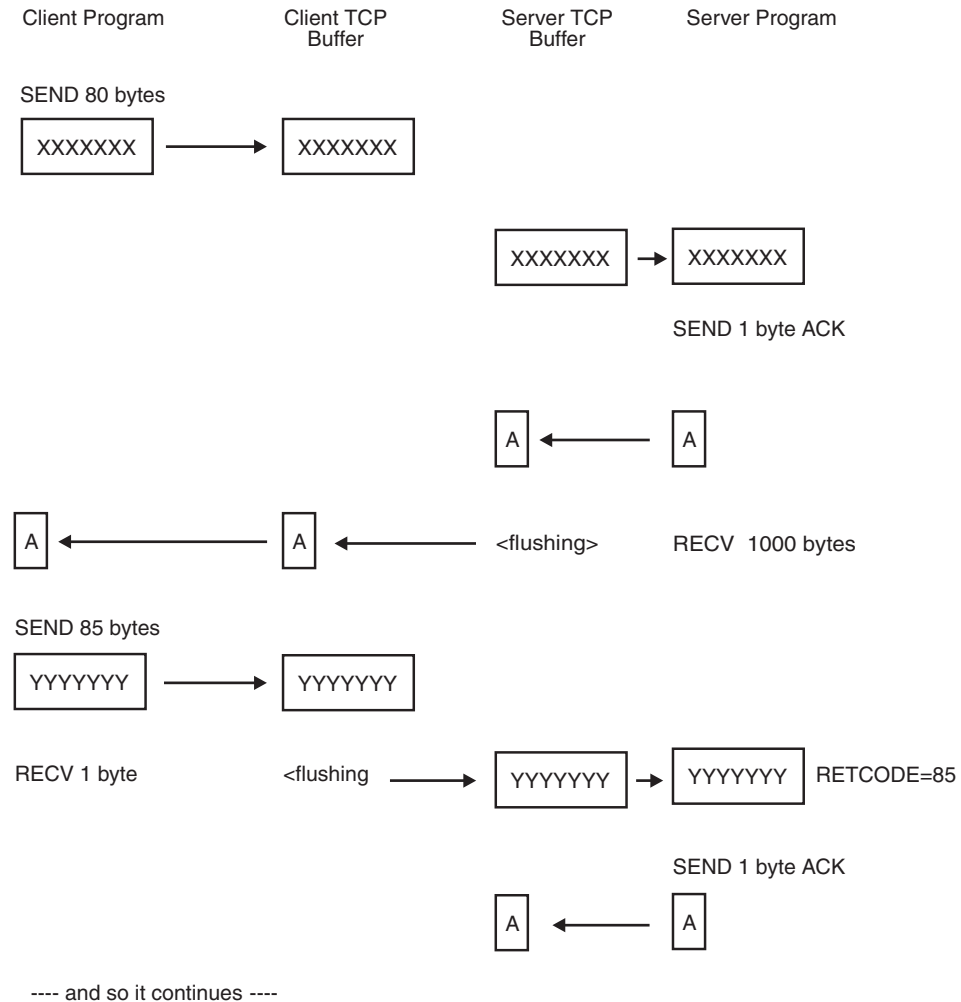 Client Program Client TCP Buffer Server TCP Buffer Server Program
SEND 80 bytes
XXXXXXX XXXXXXX
XXXXXXX XXXXXXX
SEND 1 byte ACK
A A
A A <flushing> RECV 1000 bytes
SEND 85 bytes
YYYYYYY YYYYYYY
RECV 1 byte <flushing YYYYYYY YYYYYYY RETCODE=85
SEND 1 byte ACK
A A
---- and so it continues ----